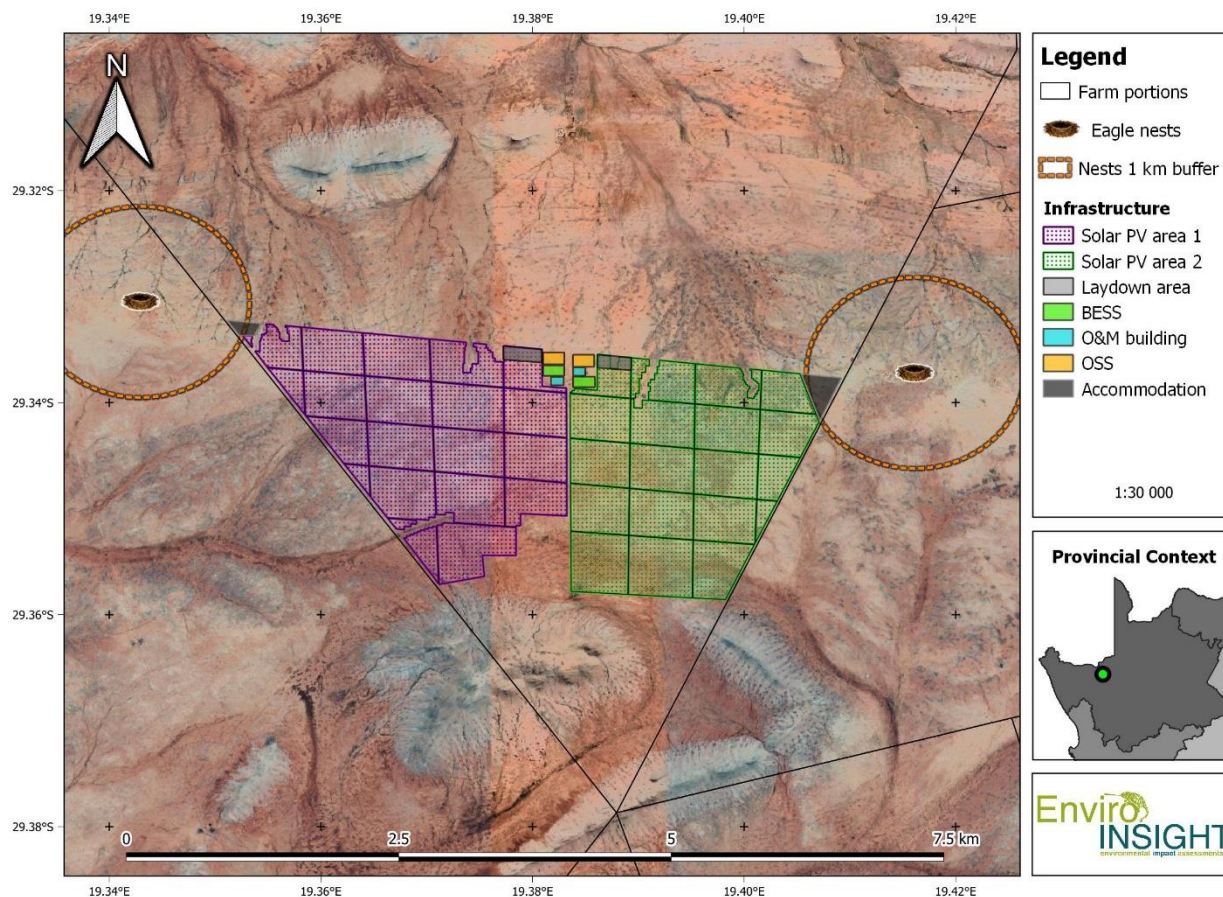 19.34°E 19.36°E 19.38°E 19.40°E 19.42°E
N
29.32°S
29.34°S
29.36°S
29.38°S
0 2.5 5 7.5 km
19.34°E 19.36°E 19.38°E 19.40°E 19.42°E
Legend
Farm portions
Eagle nests
Nests 1 km buffer
Infrastructure
Solar PV area 1
Solar PV area 2
Laydown area
BESS
O&M building
OSS
Accommodation
1:30 000
Provincial Context
Enviro
INSIGHT
environmental impact assessments